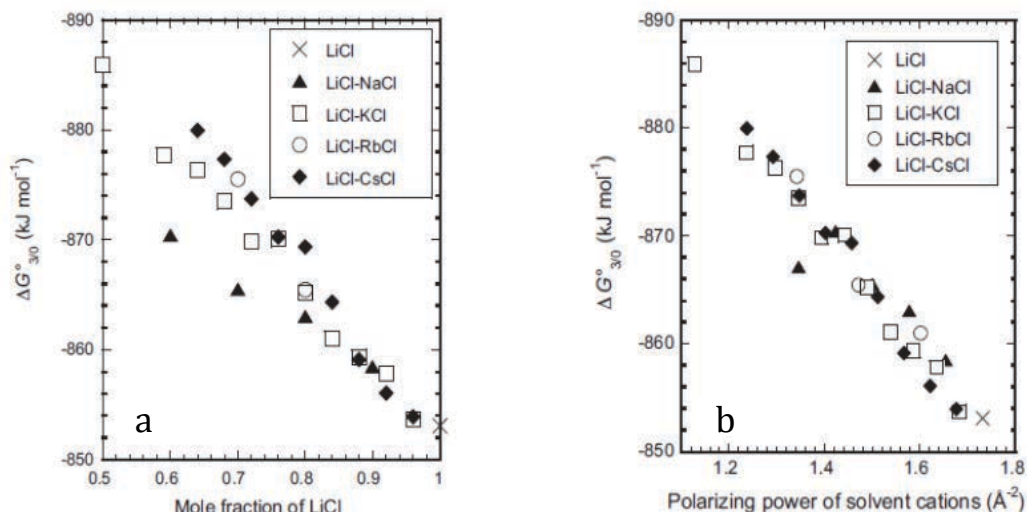 -890
-880
-870
-860
-850
ΔG°3/0 (kJ mol⁻¹)
LiCl
LiCl-NaCl
LiCl-KCl
LiCl-RbCl
LiCl-CsCl
a
0.5 0.6 0.7 0.8 0.9 1
Mole fraction of LiCl
-890
-880
-870
-860
-850
ΔG°3/0 (kJ mol⁻¹)
LiCl
LiCl-NaCl
LiCl-KCl
LiCl-RbCl
LiCl-CsCl
b
1.2 1.4 1.6 1.8
Polarizing power of solvent cations (Å⁻²)